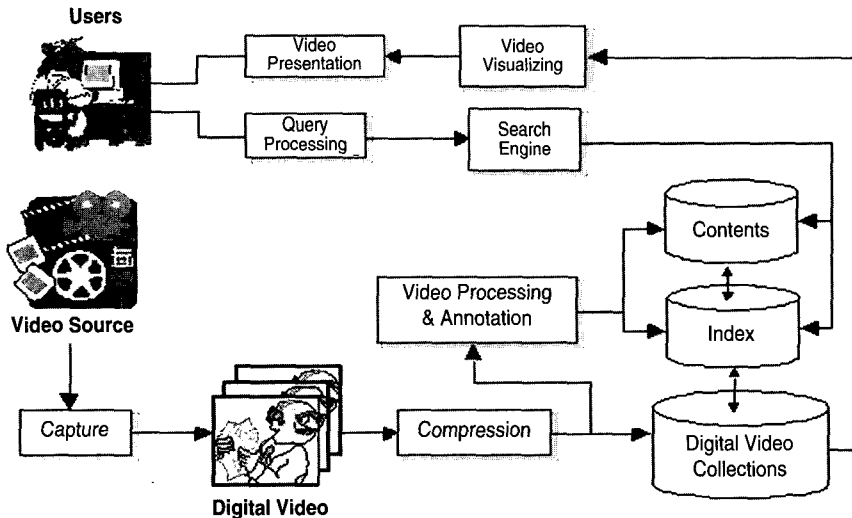 Users
Video
Presentation
Video
Visualizing
Query
Processing
Search
Engine
Contents
Video Processing
& Annotation
Index
Video Source
Capture
Compression
Digital Video
Collections
Digital Video